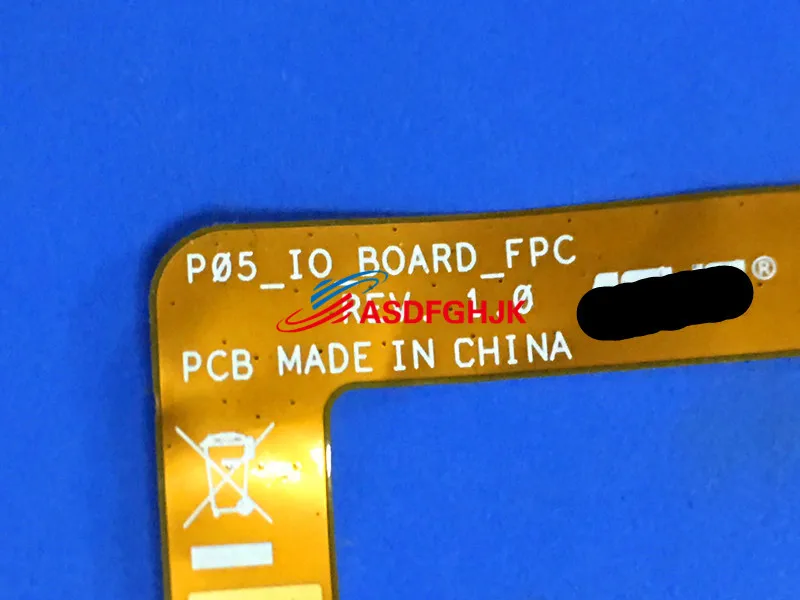 P05_IO BOARD_FPC
REV. 1.0
ASDFGHJK
®
PCB MADE IN CHINA